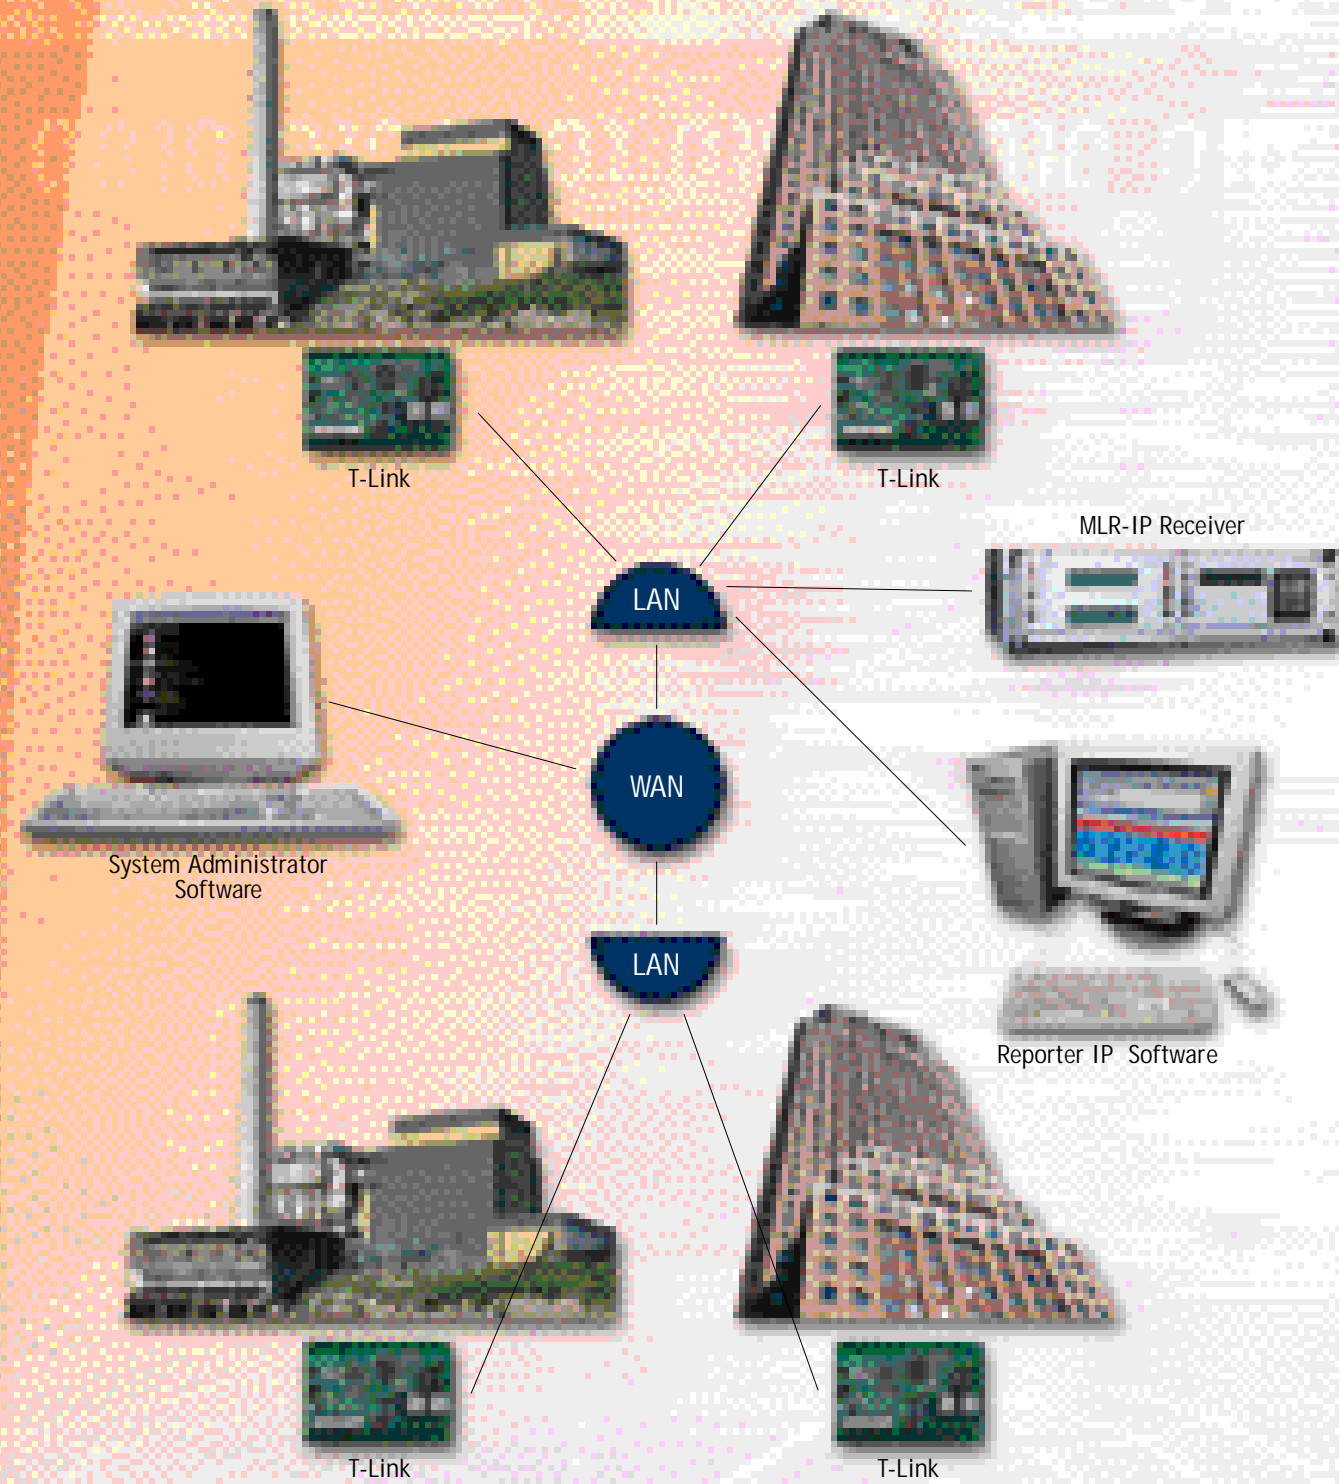 T-Link
T-Link
MLR-IP Receiver
LAN
WAN
System Administrator
Software
LAN
Reporter IP Software
T-Link
T-Link